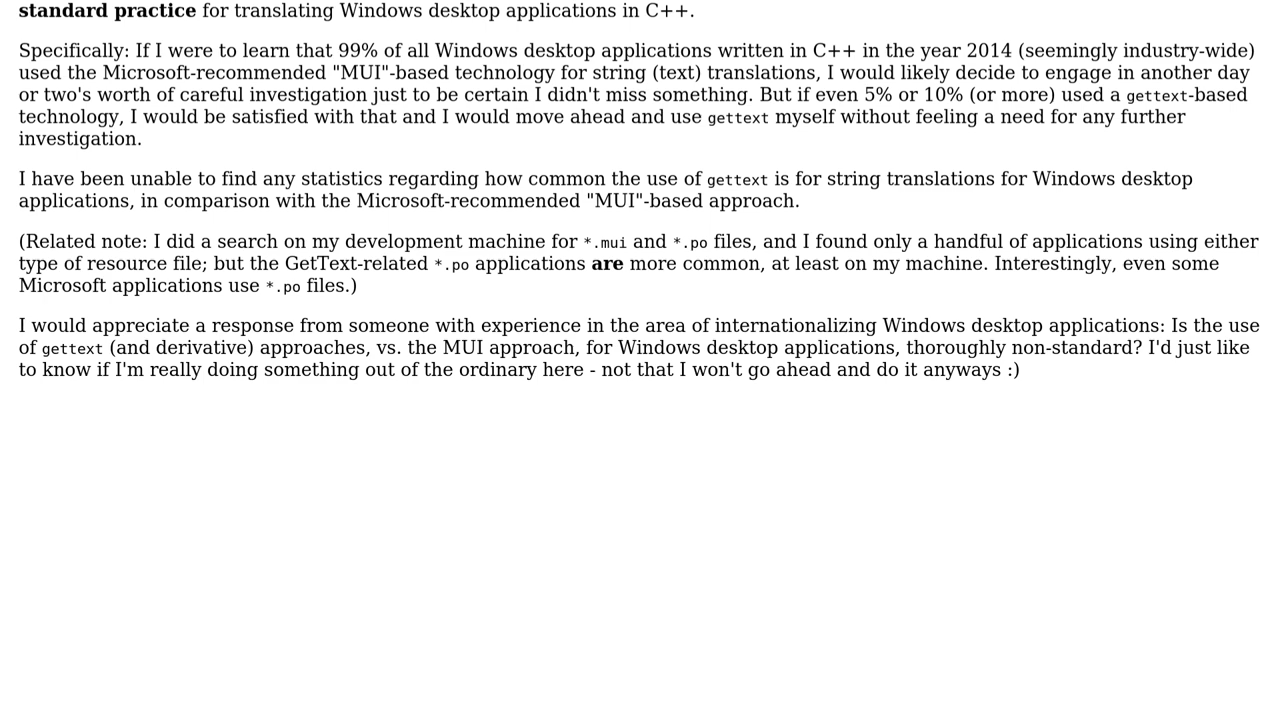 standard practice for translating Windows desktop applications in C++.
Specifically: If I were to learn that 99% of all Windows desktop applications written in C++ in the year 2014 (seemingly industry-wide)
used the Microsoft-recommended "MUI"-based technology for string (text) translations, I would likely decide to engage in another day
or two's worth of careful investigation just to be certain I didn't miss something. But if even 5% or 10% (or more) used a gettext-based
technology, I would be satisfied with that and I would move ahead and use gettext myself without feeling a need for any further
investigation.
I have been unable to find any statistics regarding how common the use of gettext is for string translations for Windows desktop
applications, in comparison with the Microsoft-recommended "MUI"-based approach.
(Related note: I did a search on my development machine for *.mui and *.po files, and I found only a handful of applications using either
type of resource file; but the GetText-related *.po applications are more common, at least on my machine. Interestingly, even some
Microsoft applications use *.po files.)
I would appreciate a response from someone with experience in the area of internationalizing Windows desktop applications: Is the use
of gettext (and derivative) approaches, vs. the MUI approach, for Windows desktop applications, thoroughly non-standard? I'd just like
to know if I'm really doing something out of the ordinary here - not that I won't go ahead and do it anyways :)